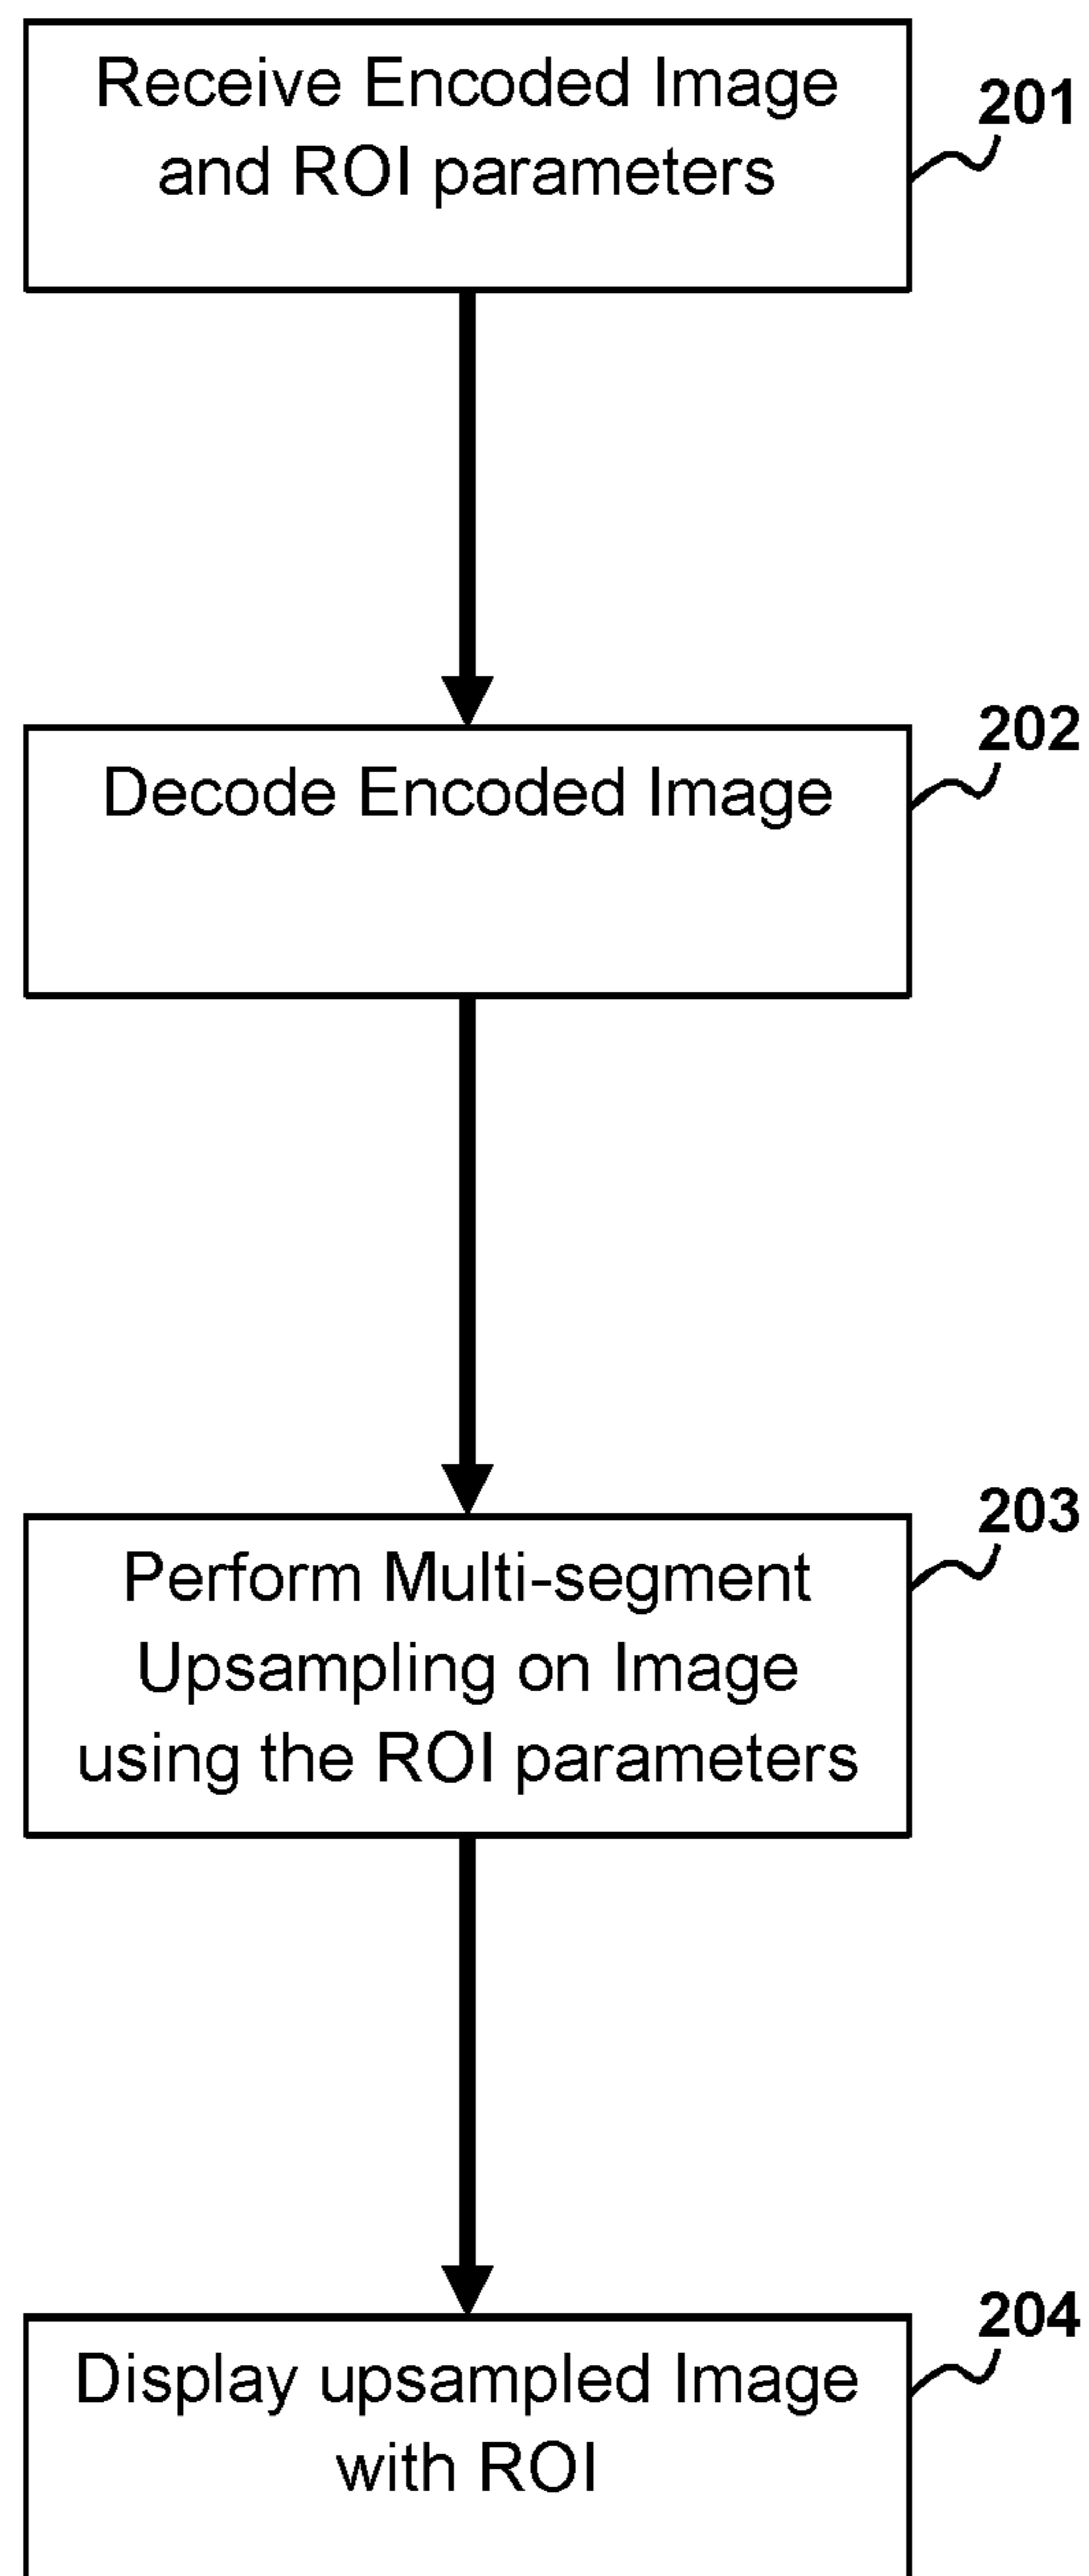 Receive Encoded Image
and ROI parameters
201
Decode Encoded Image
202
Perform Multi-segment
Upsampling on Image
using the ROI parameters
203
Display upsampled Image
with ROI
204